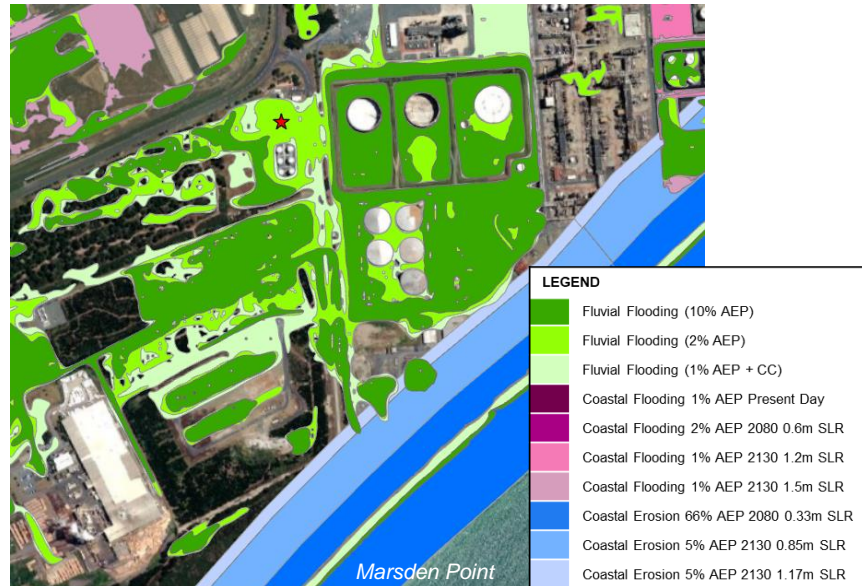 LEGEND
Fluvial Flooding (10% AEP)
Fluvial Flooding (2% AEP)
Fluvial Flooding (1% AEP + CC)
Coastal Flooding 1% AEP Present Day
Coastal Flooding 2% AEP 2080 0.6m SLR
Coastal Flooding 1% AEP 2130 1.2m SLR
Coastal Flooding 1% AEP 2130 1.5m SLR
Coastal Erosion 66% AEP 2080 0.33m SLR
Coastal Erosion 5% AEP 2130 0.85m SLR
Coastal Erosion 5% AEP 2130 1.17m SLR
Marsden Point